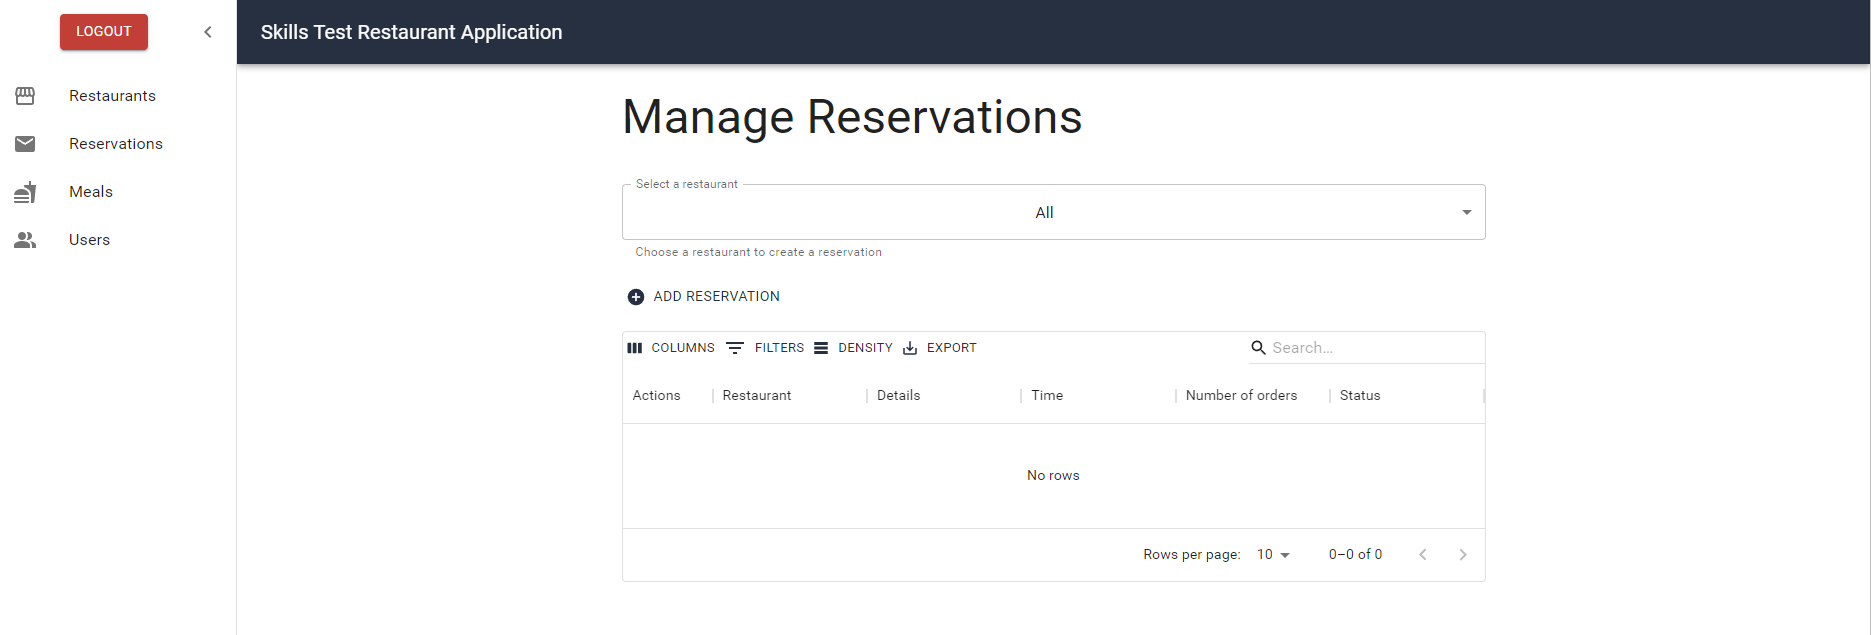 LOGOUT
Skills Test Restaurant Application
Restaurants
Reservations
Meals
Users
Manage Reservations
Select a restaurant
All
Choose a restaurant to create a reservation
ADD RESERVATION
COLUMNS FILTERS DENSITY EXPORT Search…
Actions Restaurant Details Time Number of orders Status
No rows
Rows per page: 10 0–0 of 0